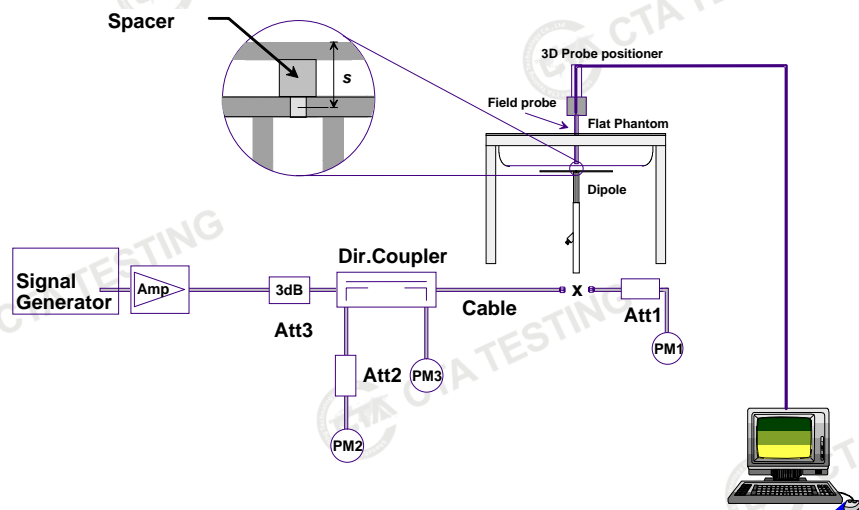 Spacer
s
3D Probe positioner
Field probe
Flat Phantom
Dipole
Dir.Coupler
Signal
Generator
Amp
3dB
Cable
x
Att1
Att3
PM1
Att2
PM3
PM2
CTA TESTING
CTA TESTING
CTA TESTING